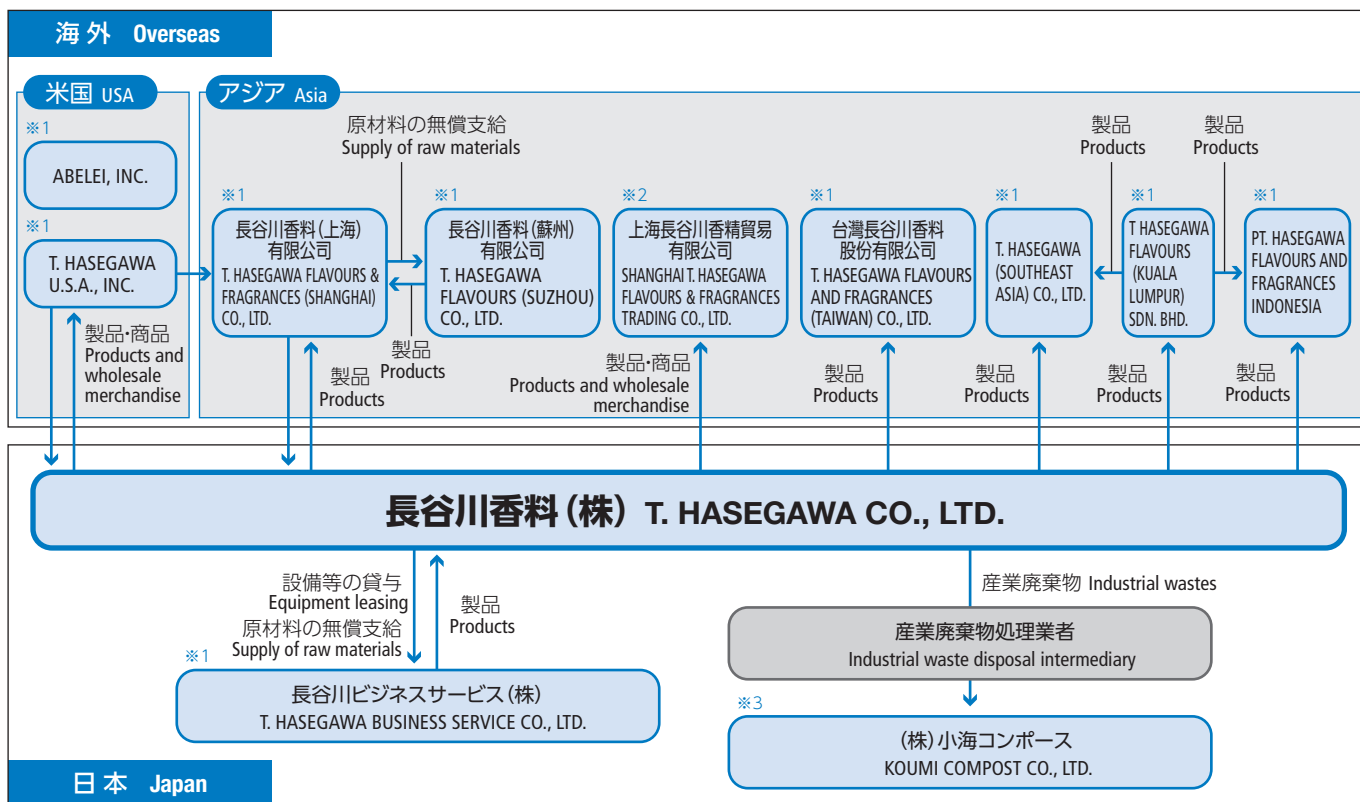 海外 Overseas
米国 USA
アジア Asia
※1
ABELEI, INC.
※1
T. HASEGAWA
U.S.A., INC.
製品・商品
Products and
wholesale
merchandise
原材料の無償支給
Supply of raw materials
製品
Products
製品
Products
※1
長谷川香料(上海)
有限公司
T. HASEGAWA FLAVOURS &
FRAGRANCES (SHANGHAI)
CO., LTD.
※1
長谷川香料(蘇州)
有限公司
T. HASEGAWA
FLAVOURS (SUZHOU)
CO., LTD.
※2
上海長谷川香精貿易
有限公司
SHANGHAI T. HASEGAWA
FLAVOURS & FRAGRANCES
TRADING CO., LTD.
※1
台灣長谷川香料
股份有限公司
T. HASEGAWA FLAVOURS
AND FRAGRANCES
(TAIWAN) CO., LTD.
※1
T. HASEGAWA
(SOUTHEAST
ASIA) CO., LTD.
※1
T HASEGAWA
FLAVOURS
(KUALA
LUMPUR)
SDN. BHD.
※1
PT. HASEGAWA
FLAVOURS AND
FRAGRANCES
INDONESIA
製品
Products
製品
Products
製品・商品
Products and wholesale
merchandise
製品
Products
製品
Products
製品
Products
製品
Products
長谷川香料(株) T. HASEGAWA CO., LTD.
設備等の貸与
Equipment leasing
原材料の無償支給
Supply of raw materials
製品
Products
※1
長谷川ビジネスサービス(株)
T. HASEGAWA BUSINESS SERVICE CO., LTD.
産業廃棄物 Industrial wastes
産業廃棄物処理業者
Industrial waste disposal intermediary
※3
(株)小海コンポース
KOUMI COMPOST CO., LTD.
日本 Japan